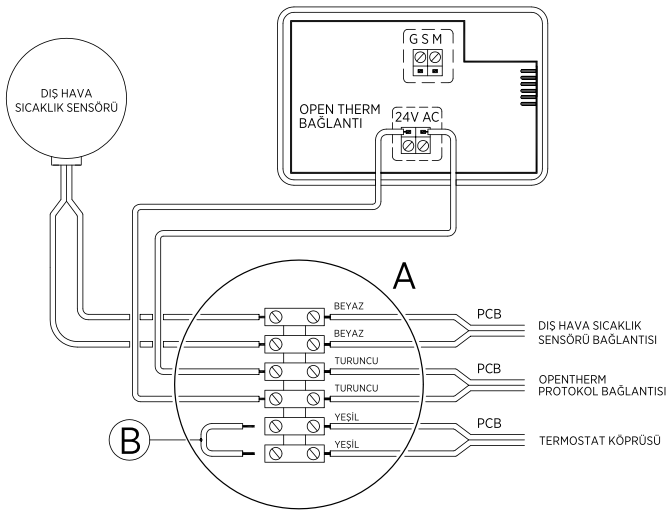 G S M
DIŞ HAVA
SICAKLIK SENSÖRÜ
OPEN THERM
BAĞLANTI
24V AC
A
BEYAZ
PCB
BEYAZ
DIŞ HAVA SICAKLIK
SENSÖRÜ BAĞLANTISI
TURUNCU
PCB
TURUNCU
OPENTHERM
PROTOKOL BAĞLANTISI
YEŞİL
PCB
YEŞİL
TERMOSTAT KÖPRÜSÜ
B